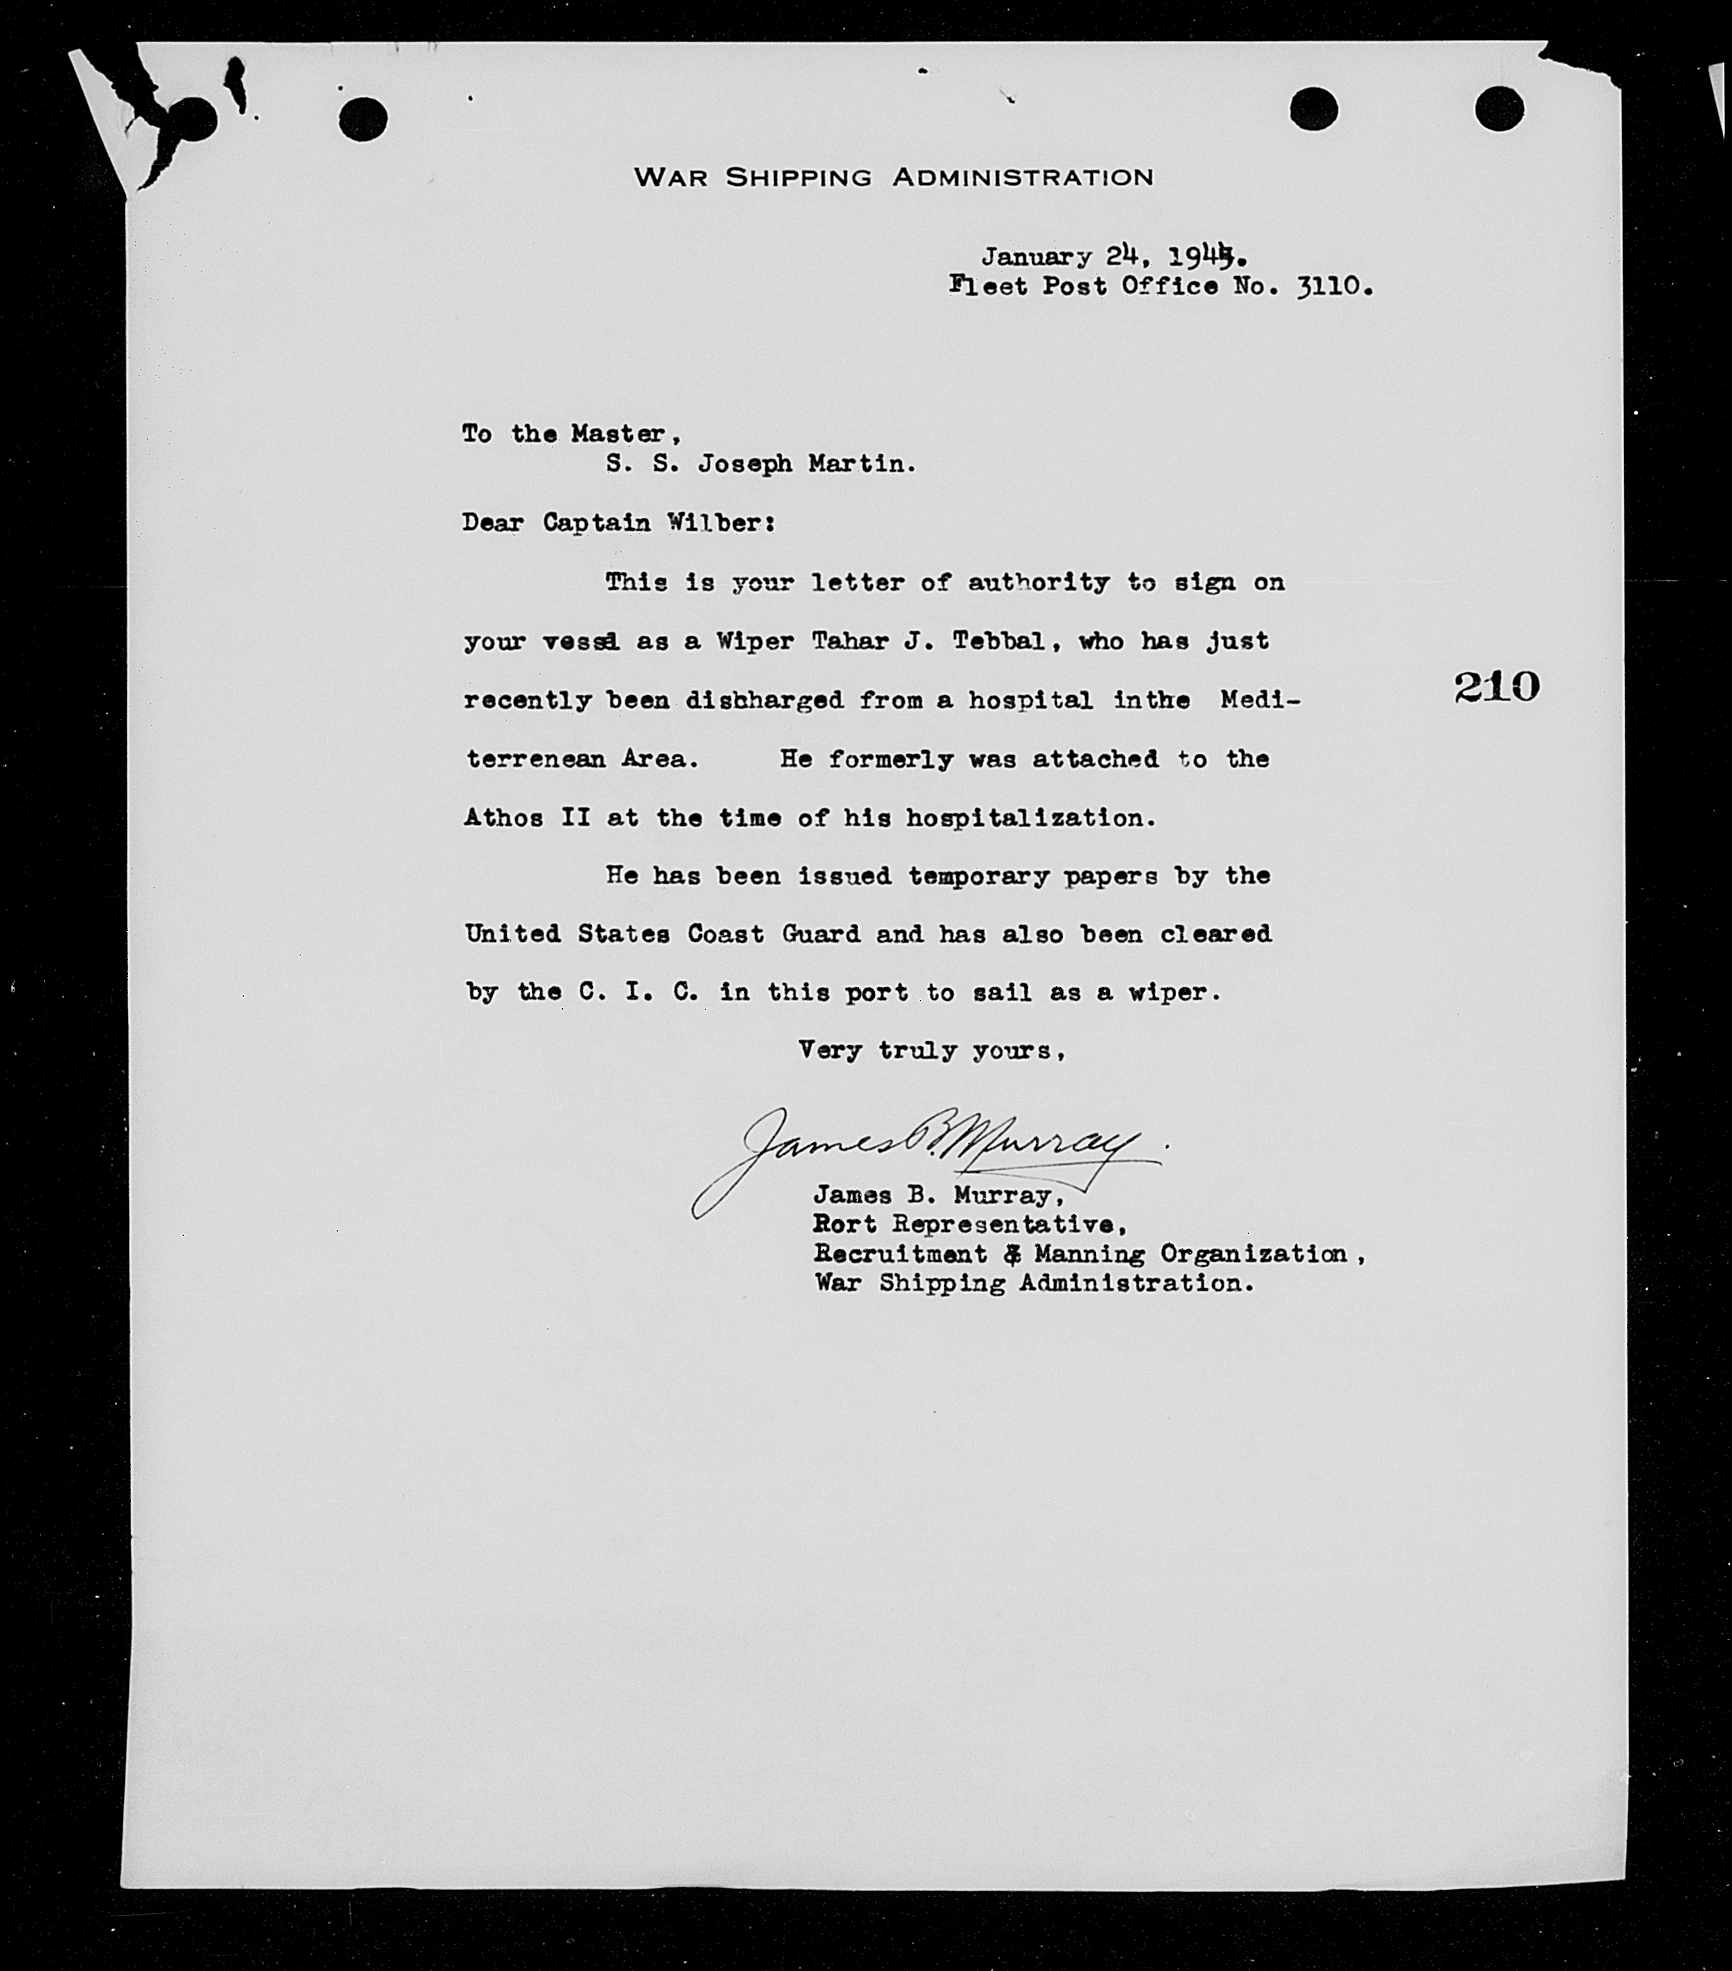 WAR SHIPPING ADMINISTRATION
January 24, 1945.
Fleet Post Office No. 3110.
To the Master,
S. S. Joseph Martin.
Dear Captain Wilber:
This is your letter of authority to sign on
your vessel as a Wiper Tahar J. Tebbal, who has just
recently been disbharged from a hospital inthe Medi-
210
terrenean Area. He formerly was attached to the
Athos II at the time of his hospitalization.
He has been issued temporary papers by the
United States Coast Guard and has also been cleared
by the C. I. C. in this port to sail as a wiper.
Very truly yours,
James B. Murray.
James B. Murray,
Rort Representative,
Recruitment & Manning Organization,
War Shipping Administration.